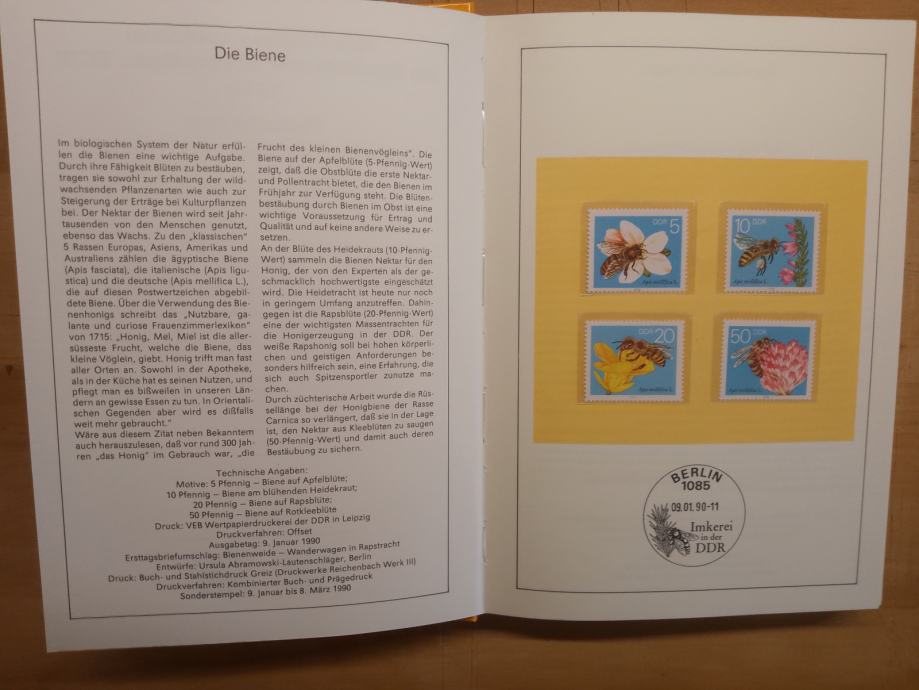 Die Biene
Im biologischen System der Natur erfül-
len die Bienen eine wichtige Aufgabe.
Durch ihre Fähigkeit Blüten zu bestäuben,
tragen sie sowohl zur Erhaltung der wild-
wachsenden Pflanzenarten wie auch zur
Steigerung der Erträge bei Kulturpflanzen
bei. Der Nektar der Bienen wird seit Jahr-
tausenden von den Menschen genutzt,
ebenso das Wachs. Zu den „klassischen"
5 Rassen Europas, Asiens, Amerikas und
Australiens zählen die ägyptische Biene
(Apis fasciata), die italienische (Apis ligu-
stica) und die deutsche (Apis mellifica L.),
die auf diesen Postwertzeichen abgebil-
dete Biene. Über die Verwendung des Bie-
nenhonigs schreibt das „Nutzbare, ga-
lante und curiose Frauenzimmerlexikon"
von 1715: „Honig, Mel, Miel ist die aller-
süsseste Frucht, welche die Biene, das
kleine Vöglein, giebt. Honig trifft man fast
aller Orten an. Sowohl in der Apotheke,
als in der Küche hat es seinen Nutzen, und
pflegt man es bißweilen in unseren Län-
dern an gewisse Essen zu tun. In Orientali-
schen Gegenden aber wird es dißfalls
weit mehr gebraucht."
Wäre aus diesem Zitat neben Bekanntem
auch herauszulesen, daß vor rund 300 Jah-
ren „das Honig" im Gebrauch war, „die
Frucht des kleinen Bienenvögleins". Die
Biene auf der Apfelblüte (5-Pfennig-Wert)
zeigt, daß die Obstblüte die erste Nektar-
und Pollentracht bietet, die den Bienen im
Frühjahr zur Verfügung steht. Die Blüten-
bestäubung durch Bienen im Obst ist eine
wichtige Voraussetzung für Ertrag und
Qualität und auf keine andere Weise zu er-
setzen.
An der Blüte des Heidekrauts (10-Pfennig-
Wert) sammeln die Bienen Nektar für den
Honig, der von den Experten als der ge-
schmacklich hochwertigste eingeschätzt
wird. Die Heidetracht ist heute nur noch
in geringem Umfang anzutreffen. Dahin-
gegen ist die Rapsblüte (20-Pfennig-Wert)
eine der wichtigsten Massentrachten für
die Honigerzeugung in der DDR. Der
weiße Rapshonig soll bei hohen körperli-
chen und geistigen Anforderungen be-
sonders hilfreich sein, eine Erfahrung, die
sich auch Spitzensportler zunutze ma-
chen.
Durch züchterische Arbeit wurde die Rüs-
sellänge bei der Honigbiene der Rasse
Carnica so verlängert, daß sie in der Lage
ist, den Nektar aus Kleeblüten zu saugen
(50-Pfennig-Wert) und damit auch deren
Bestäubung zu sichern.
Technische Angaben:
Motive: 5 Pfennig – Biene auf Apfelblüte;
10 Pfennig – Biene am blühenden Heidekraut;
20 Pfennig – Biene auf Rapsblüte;
50 Pfennig – Biene auf Rotkleeblüte
Druck: VEB Wertpapierdruckerei der DDR in Leipzig
Druckverfahren: Offset
Ausgabetag: 9. Januar 1990
Ersttagsbriefumschlag: Bienenweide – Wanderwagen in Rapstracht
Entwürfe: Ursula Abramowski-Lautenschläger, Berlin
Druck: Buch- und Stahlstichdruck Greiz (Druckwerke Reichenbach Werk III)
Druckverfahren: Kombinierter Buch- und Prägedruck
Sonderstempel: 9. Januar bis 8. März 1990
DDR 5
Apis mellifica L.
10 DDR
Apis mellifica L.
DDR 20
Apis mellifica L.
50 DDR
Apis mellifica L.
BERLIN
1085
09.01.90-11
Imkerei
in der
DDR